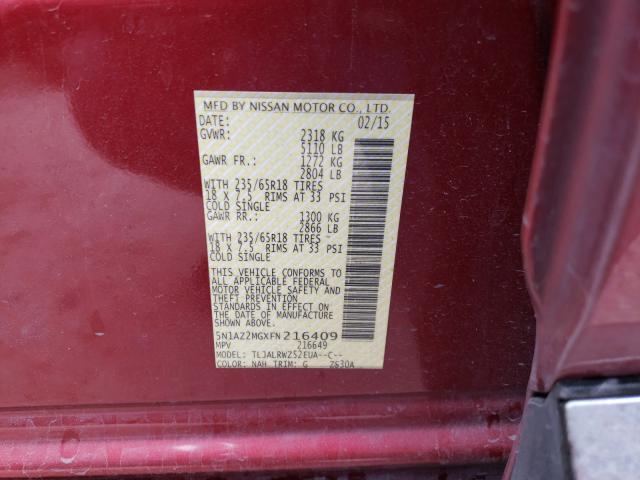 MFD BY NISSAN MOTOR CO., LTD.
DATE: 02/15
GVWR: 2318 KG
5110 LB
GAWR FR.: 1272 KG
2804 LB
WITH 235/65R18 TIRES
18 X 7.5 RIMS AT 33 PSI
COLD SINGLE
GAWR RR.: 1300 KG
2866 LB
WITH 235/65R18 TIRES
18 X 7.5 RIMS AT 33 PSI
COLD SINGLE
THIS VEHICLE CONFORMS TO
ALL APPLICABLE FEDERAL
MOTOR VEHICLE SAFETY AND
THEFT PREVENTION
STANDARDS IN EFFECT ON
THE DATE OF MANUFACTURE
SHOWN ABOVE
5N1AZ2MGXFN216409
MPV 216649
MODEL: TLJALRWZ52EUA--C--
COLOR: NAH TRIM: G ZS30A